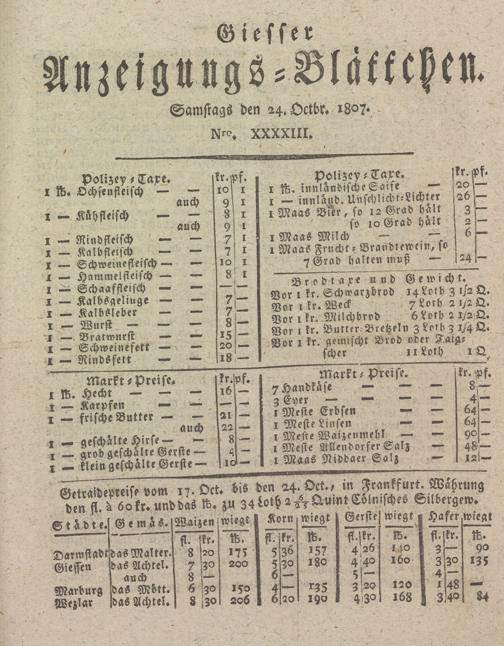 Giesser
Anzeigungs-Blättchen.
Samstags den 24. Octbr. 1807.
Nro. XXXXIII.
Polizey-Taxe. kr. pf.
1 lb. Ochsenfleisch — — 10 1
auch 9 1
1 — Kühfleisch — — 8 1
auch 9 1
1 — Rindfleisch — — 7 1
1 — Kalbfleisch — — 7 1
1 — Schweinefleisch — — 10 1
1 — Hammelfleisch — — 8 1
1 — Schaaffleisch — —
1 — Kalbsgelinge — — 7 —
1 — Kalbsleber — — 7 —
1 — Wurst — — 8 —
1 — Bratwurst — — 15 —
1 — Schweinefett — — 20 —
1 — Rindsfett — — 18 —
Polizey-Taxe. kr. pf.
1 lb. innländische Saife — 20 —
1 — innländ. Unschlitt-Lichter 26 —
1 Maas Bier, so 12 Grad hält 3 —
so 10 Grad hält 2 —
1 Maas Milch — — 6 —
1 Maas Frucht-Brandtewein, so
7 Grad halten muß — 24 —
Brodtaxe und Gewicht.
Vor 1 kr. Schwarzbrod 14 Loth 3 1/2 Q.
Vor 1 kr. Weck 7 Loth 2 1/2 Q.
Vor 1 kr. Milchbrod 6 Loth 2 1/2 Q.
Vor 1 kr. Butter-Bretzeln 3 Loth 3 1/4 Q.
Vor 1 kr. gemischt Brod oder Taig-
scher 11 Loth 1 Q
Markt-Preise. kr. pf.
1 lb. Hecht — — 16 —
1 — Karpfen — —
1 — frische Butter — — 21 —
auch 22 —
1 — geschälte Hirse — — 8 —
1 — grob geschälte Gerste — 4 —
1 — klein geschälte Gerste — 10 —
Markt-Preise. kr. pf.
7 Handkäse — — 8 —
3 Eyer — — 4 —
1 Meste Erbsen — — 64 —
1 Meste Linsen — — 64 —
1 Meste Waizenmehl — — 90 —
1 Meste Allendorfer Salz — 48 —
1 Maas Niddaer Salz — 12 —
Getraidepreise vom 17. Oct. bis den 24. Oct., in Frankfurt. Währung
den fl. à 60 kr. und das lb. zu 34 Loth 2 Quint Cölnisches Silbergew.
Städte. Gemäs. Waizen wiegt Korn wiegt Gerste wiegt Hafer wiegt
fl. kr. lb. fl. kr. lb. fl. kr. lb. fl. kr. lb.
Darmstadt das Malter. 8 20 175 5 36 157 4 26 140 3 — 90
Giessen das Achtel. 7 30 200 5 30 180 4 40 160 3 30 135
auch 8 — 6 — 5 — 4 —
Marburg das Mött. 6 30 150 4 — 135 3 20 120 1 48 —
Wezlar das Achtel. 8 30 206 6 20 190 4 30 168 3 40 84